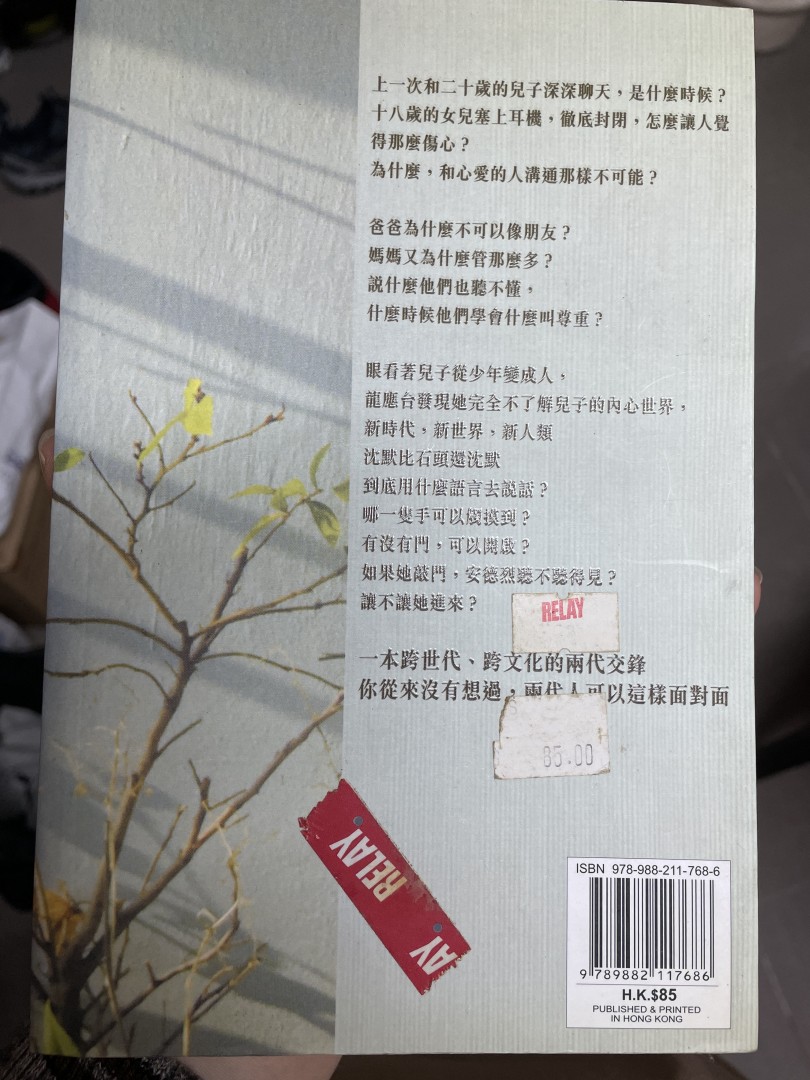 上一次和二十歲的兒子深深聊天，是什麼時候？
十八歲的女兒塞上耳機，徹底封閉，怎麼讓人覺
得那麼傷心？
為什麼，和心愛的人溝通那樣不可能？
爸爸為什麼不可以像朋友？
媽媽又為什麼管那麼多？
説什麼他們也聽不懂，
什麼時候他們學會什麼叫尊重？
眼看著兒子從少年變成人，
龍應台發現她完全不了解兒子的內心世界，
新時代，新世界，新人類
沈默比石頭還沈默
到底用什麼語言去說話？
哪一隻手可以觸摸到？
有沒有門，可以開啟？
如果她敲門，安德烈聽不聽得見？
讓不讓她進來？
RELAY
一本跨世代、跨文化的兩代交鋒
你從來沒有想過，兩代人可以這樣面對面
85.00
RELAY
RELAY
AY
ISBN 978-988-211-768-6
9 789882 117686
H.K.$85
PUBLISHED & PRINTED
IN HONG KONG